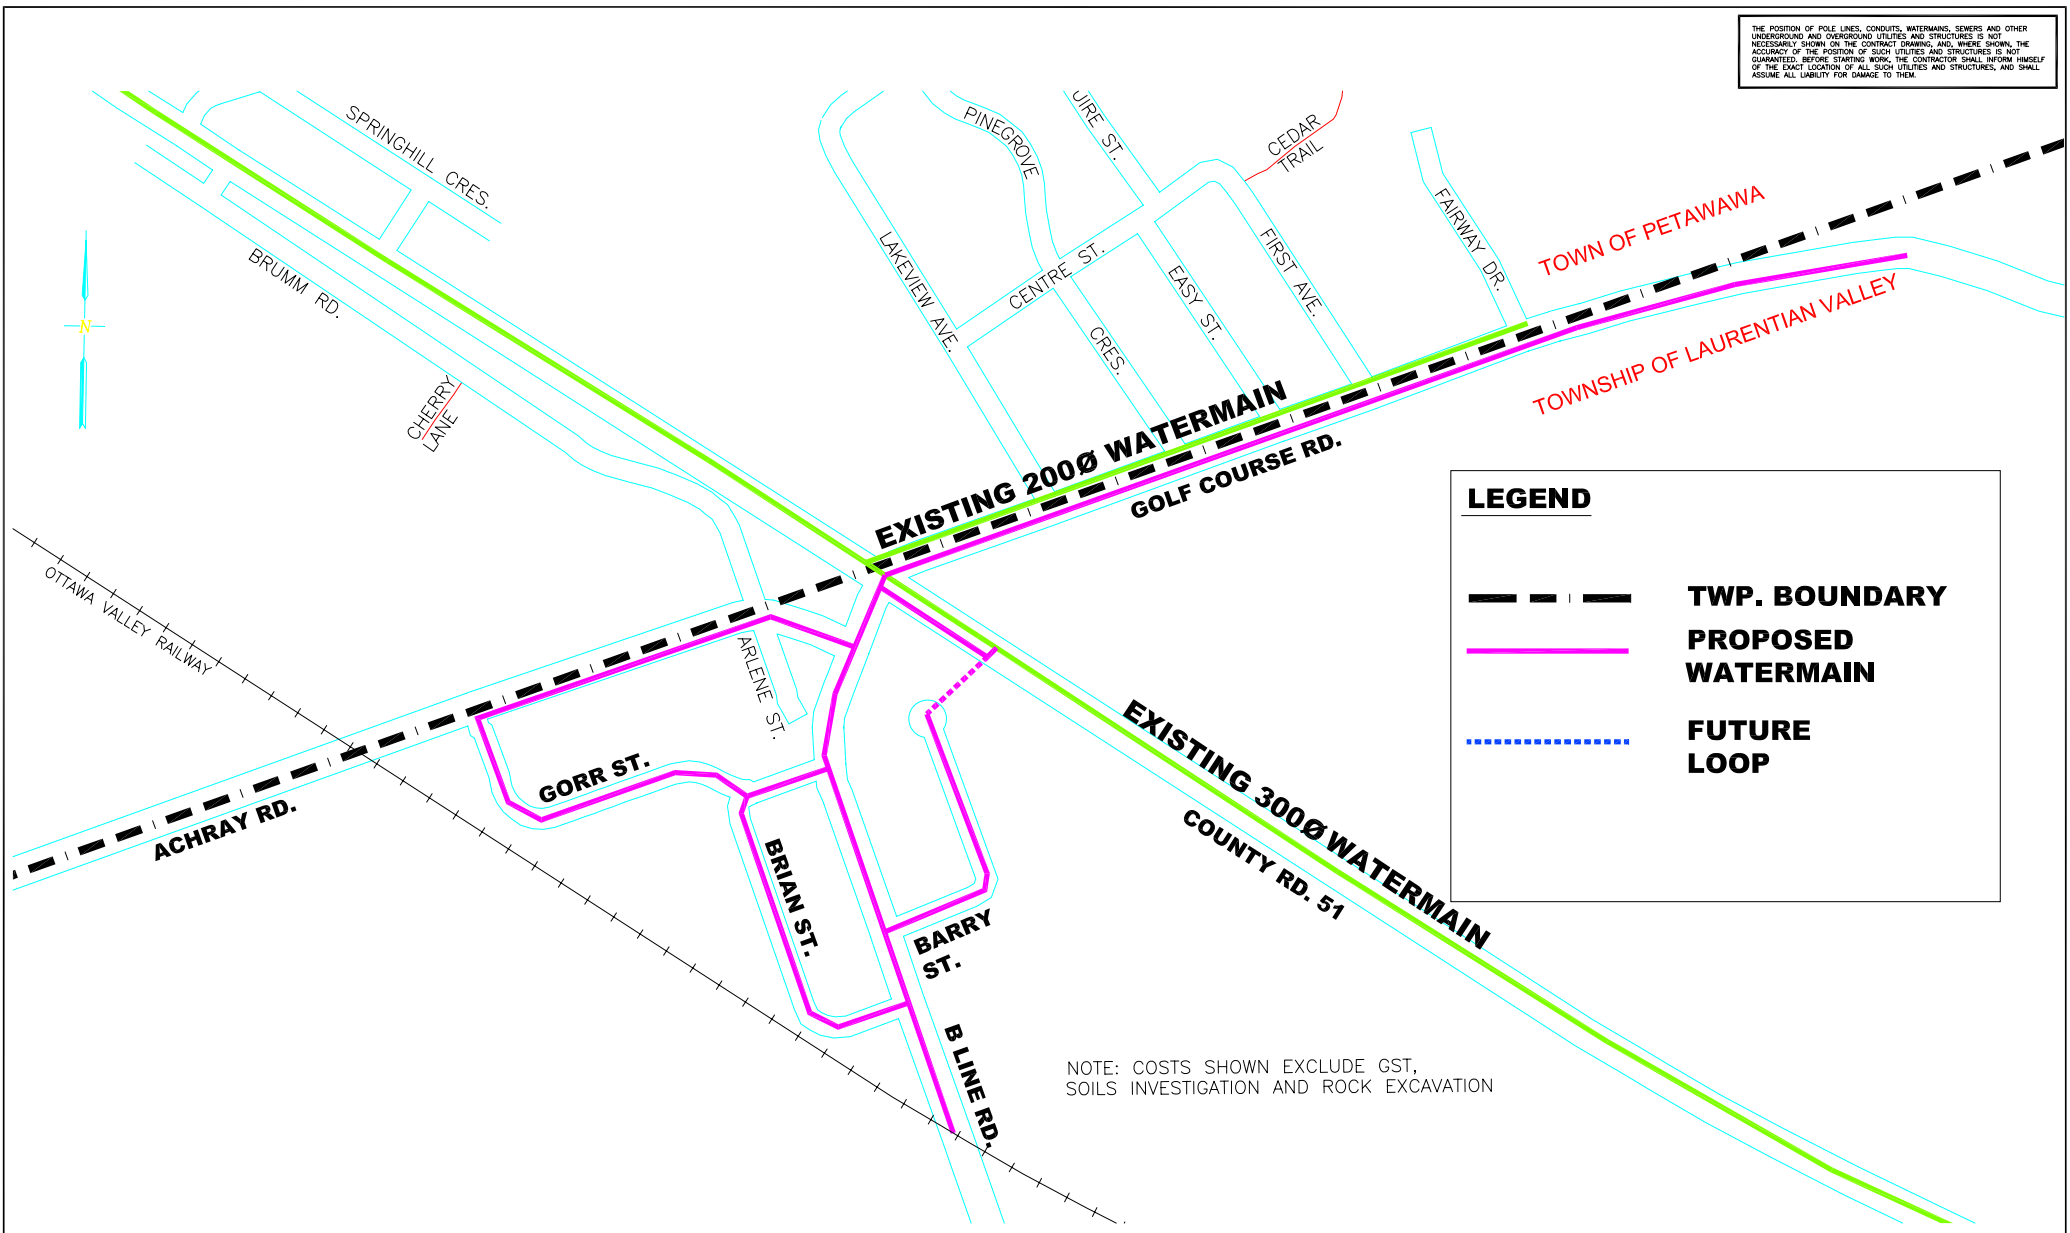 THE POSITION OF POLE LINES, CONDUITS, WATERMAINS, SEWERS AND OTHER
UNDERGROUND AND OVERGROUND UTILITIES AND STRUCTURES IS NOT
NECESSARILY SHOWN ON THE CONTRACT DRAWING, AND, WHERE SHOWN, THE
ACCURACY OF THE POSITION OF SUCH UTILITIES AND STRUCTURES IS NOT
GUARANTEED. BEFORE STARTING WORK, THE CONTRACTOR SHALL INFORM HIMSELF
OF THE EXACT LOCATION OF ALL SUCH UTILITIES AND STRUCTURES, AND SHALL
ASSUME ALL LIABILITY FOR DAMAGE TO THEM.
SPRINGHILL CRES.
BRUMM RD.
N
CHERRY
LANE
LAKEVIEW AVE.
PINEGROVE
CRES.
UIRE ST.
CENTRE ST.
EASY ST.
FIRST AVE.
CEDAR
TRAIL
FAIRWAY DR.
TOWN OF PETAWAWA
TOWNSHIP OF LAURENTIAN VALLEY
EXISTING 200Ø WATERMAIN
GOLF COURSE RD.
OTTAWA VALLEY RAILWAY
ARLENE ST.
GORR ST.
ACHRAY RD.
BRIAN ST.
BARRY
ST.
B LINE RD.
EXISTING 300Ø WATERMAIN
COUNTY RD. 51
LEGEND
TWP. BOUNDARY
PROPOSED
WATERMAIN
FUTURE
LOOP
NOTE: COSTS SHOWN EXCLUDE GST,
SOILS INVESTIGATION AND ROCK EXCAVATION